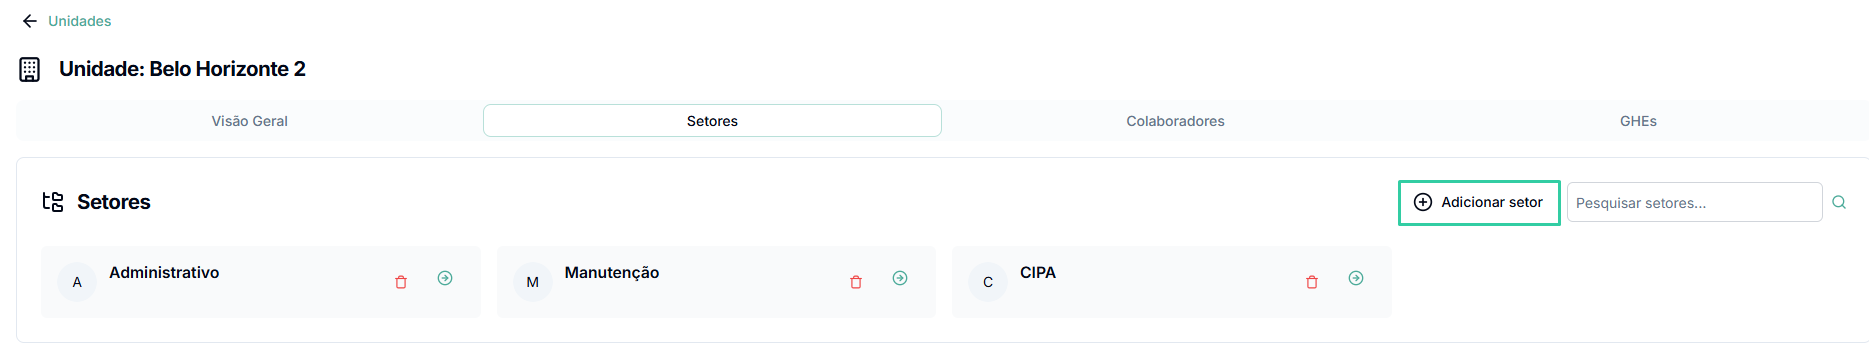 Unidades
Unidade: Belo Horizonte 2
Visão Geral
Setores
Colaboradores
GHEs
Setores
Adicionar setor
Pesquisar setores...
A
Administrativo
M
Manutenção
C
CIPA